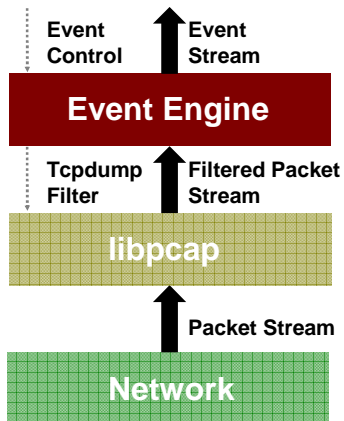 Event Event
Control Stream
Event Engine
Tcpdump Filtered Packet
Filter Stream
libpcap
Packet Stream
Network